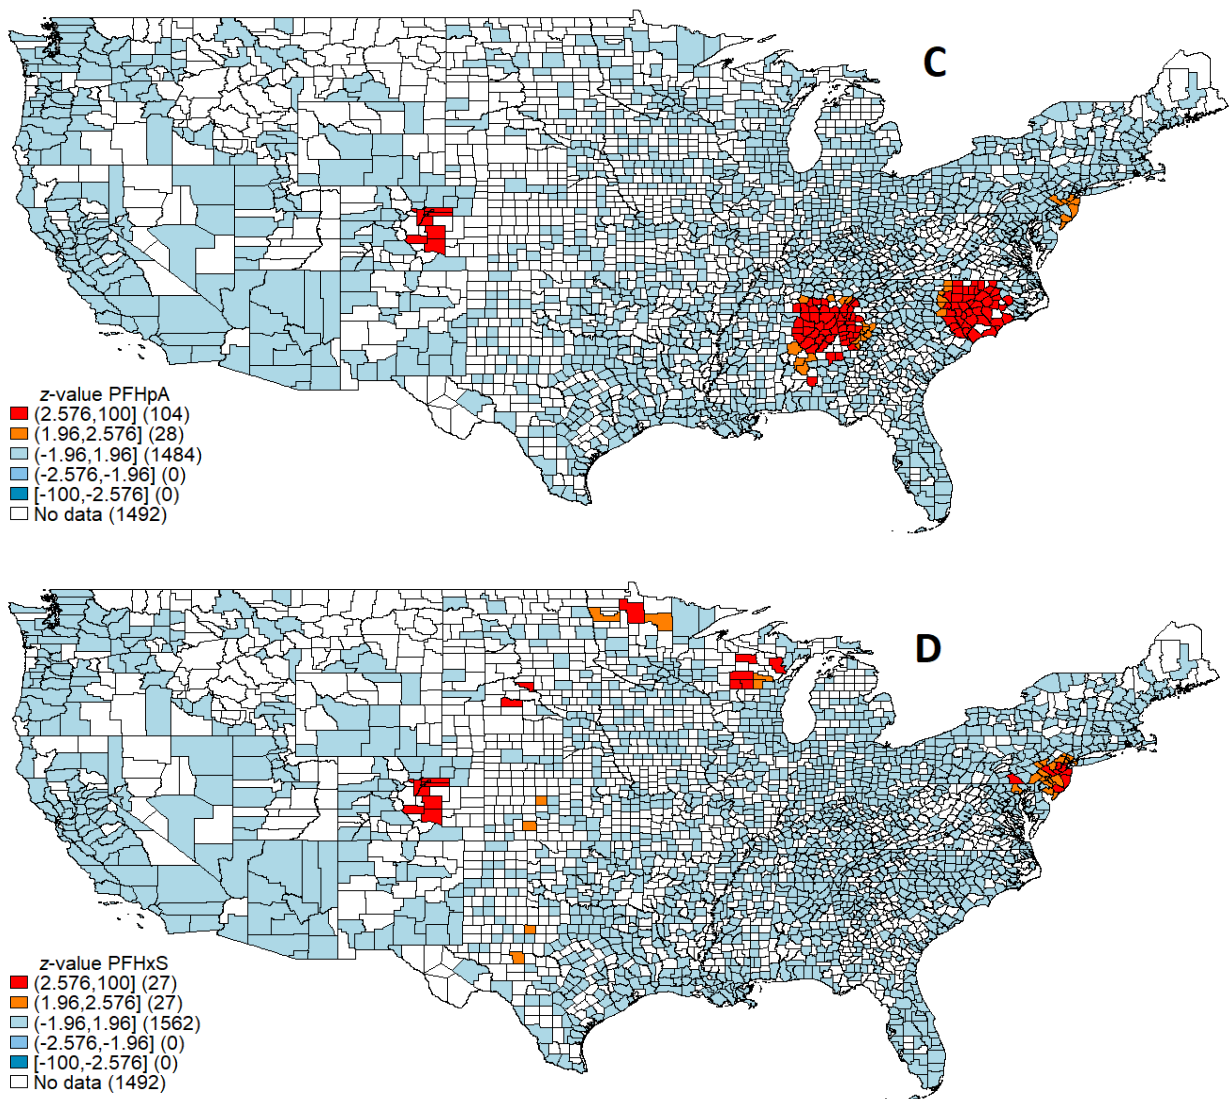 C
z-value PFHpA
(2.576,100] (104)
(1.96,2.576] (28)
(-1.96,1.96] (1484)
(-2.576,-1.96] (0)
[-100,-2.576] (0)
No data (1492)
D
z-value PFHxS
(2.576,100] (27)
(1.96,2.576] (27)
(-1.96,1.96] (1562)
(-2.576,-1.96] (0)
[-100,-2.576] (0)
No data (1492)